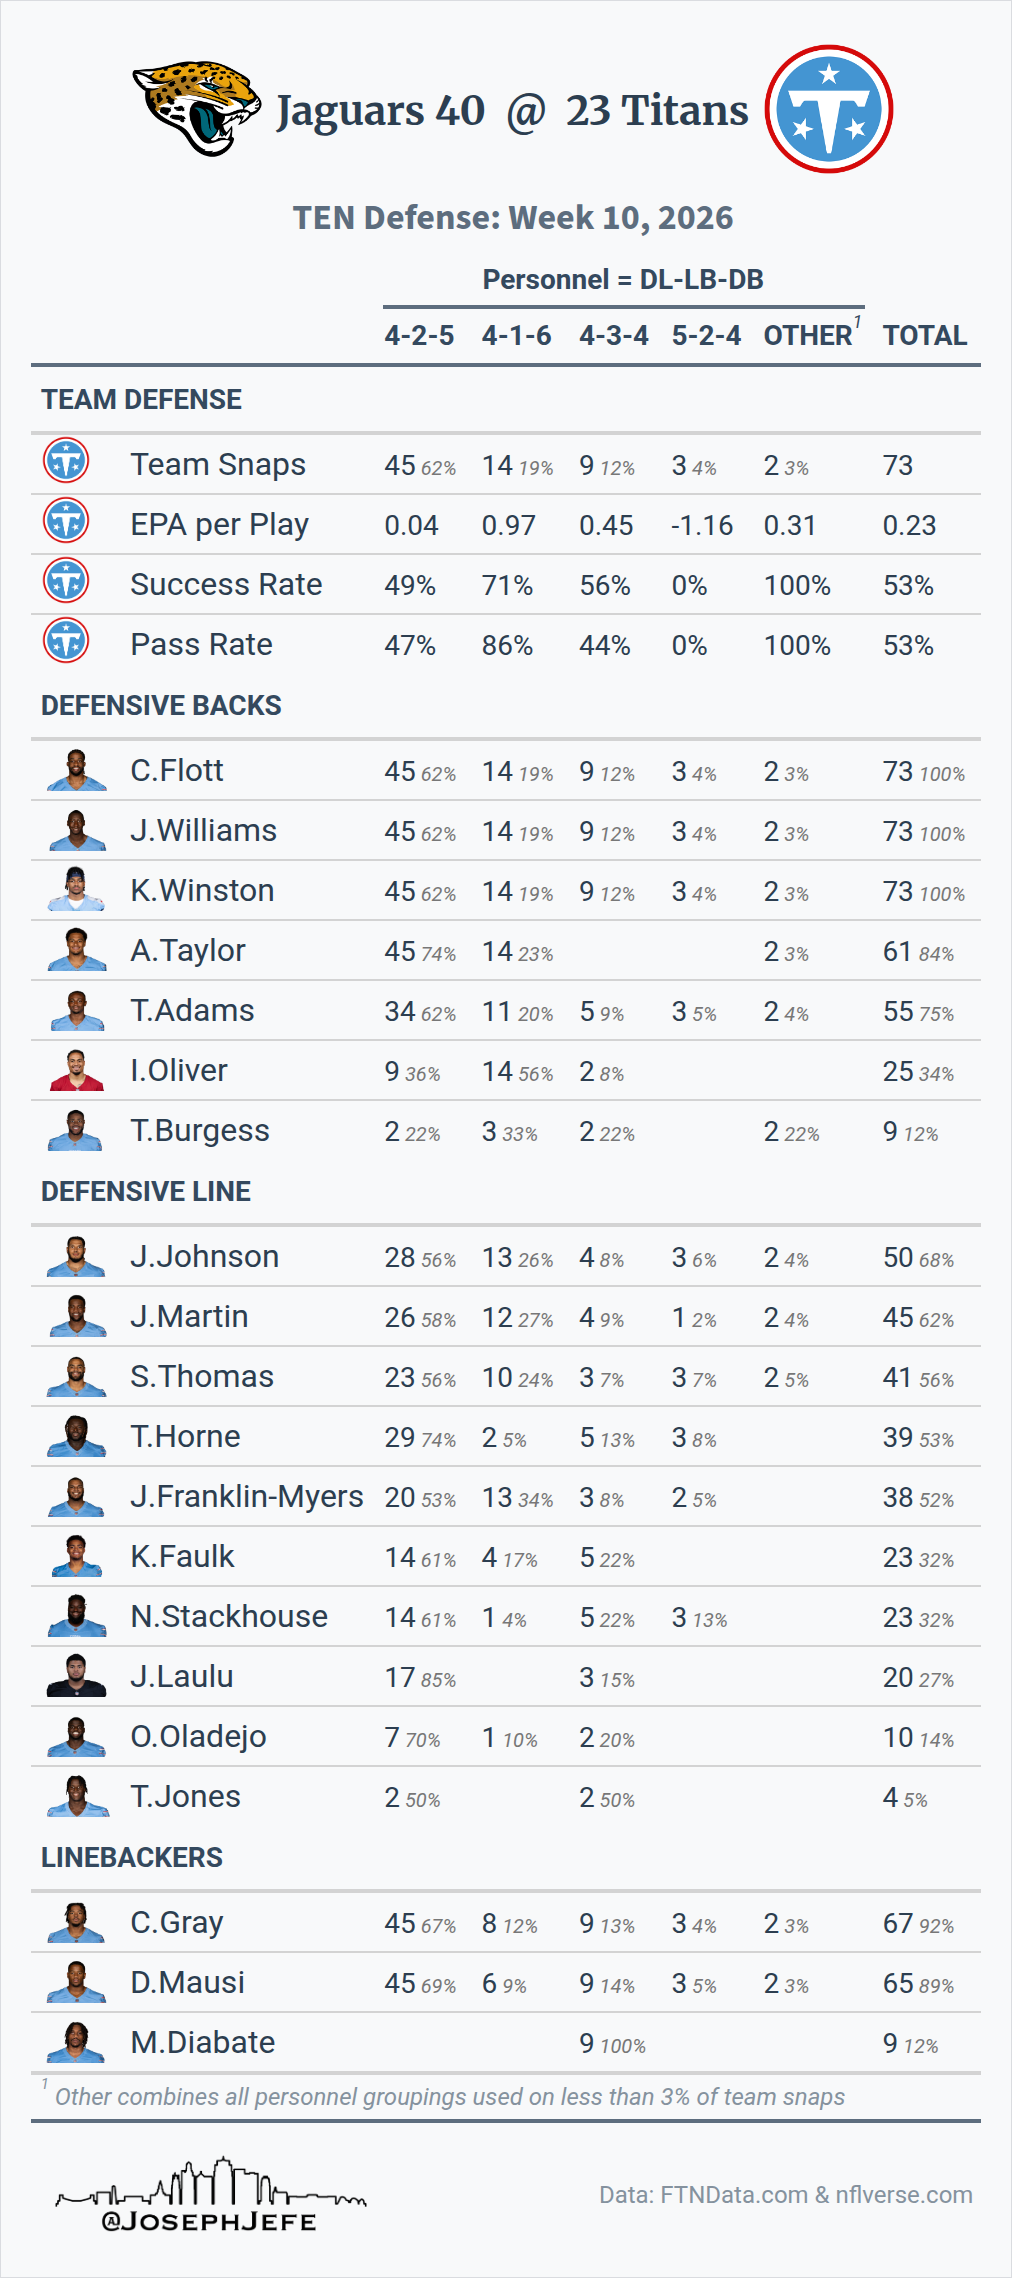 Jaguars 40 @ 23 Titans
TEN Defense: Week 10, 2026
Personnel = DL-LB-DB
4-2-5 4-1-6 4-3-4 5-2-4 OTHER1 TOTAL
TEAM DEFENSE
Team Snaps 45 62% 14 19% 9 12% 3 4% 2 3% 73
EPA per Play 0.04 0.97 0.45 -1.16 0.31 0.23
Success Rate 49% 71% 56% 0% 100% 53%
Pass Rate 47% 86% 44% 0% 100% 53%
DEFENSIVE BACKS
C.Flott 45 62% 14 19% 9 12% 3 4% 2 3% 73 100%
J.Williams 45 62% 14 19% 9 12% 3 4% 2 3% 73 100%
K.Winston 45 62% 14 19% 9 12% 3 4% 2 3% 73 100%
A.Taylor 45 74% 14 23% 2 3% 61 84%
T.Adams 34 62% 11 20% 5 9% 3 5% 2 4% 55 75%
I.Oliver 9 36% 14 56% 2 8% 25 34%
T.Burgess 2 22% 3 33% 2 22% 2 22% 9 12%
DEFENSIVE LINE
J.Johnson 28 56% 13 26% 4 8% 3 6% 2 4% 50 68%
J.Martin 26 58% 12 27% 4 9% 1 2% 2 4% 45 62%
S.Thomas 23 56% 10 24% 3 7% 3 7% 2 5% 41 56%
T.Horne 29 74% 2 5% 5 13% 3 8% 39 53%
J.Franklin-Myers 20 53% 13 34% 3 8% 2 5% 38 52%
K.Faulk 14 61% 4 17% 5 22% 23 32%
N.Stackhouse 14 61% 1 4% 5 22% 3 13% 23 32%
J.Laulu 17 85% 3 15% 20 27%
O.Oladejo 7 70% 1 10% 2 20% 10 14%
T.Jones 2 50% 2 50% 4 5%
LINEBACKERS
C.Gray 45 67% 8 12% 9 13% 3 4% 2 3% 67 92%
D.Mausi 45 69% 6 9% 9 14% 3 5% 2 3% 65 89%
M.Diabate 9 100% 9 12%
1 Other combines all personnel groupings used on less than 3% of team snaps
@JOSEPHJEFE
Data: FTNData.com & nflverse.com